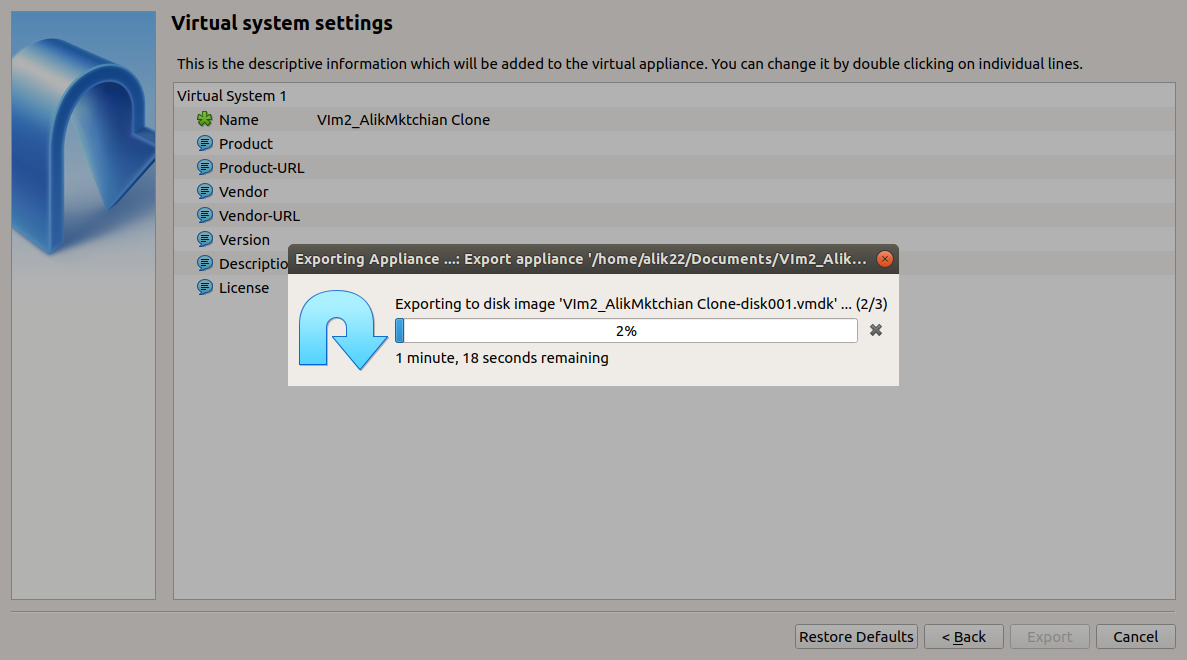 Virtual system settings
This is the descriptive information which will be added to the virtual appliance. You can change it by double clicking on individual lines.
Virtual System 1
Name VIm2_AlikMktchian Clone
Product
Product-URL
Vendor
Vendor-URL
Version
Descriptio
License
Exporting Appliance ...: Export appliance '/home/alik22/Documents/VIm2_Alik...
Exporting to disk image 'VIm2_AlikMktchian Clone-disk001.vmdk' ... (2/3)
2%
1 minute, 18 seconds remaining
Restore Defaults < Back Export Cancel